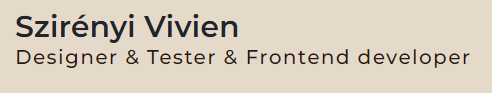 Szirényi Vivien
Designer & Tester & Frontend developer